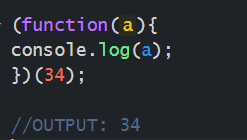 (function(a){
console.log(a);
})(34);
//OUTPUT: 34